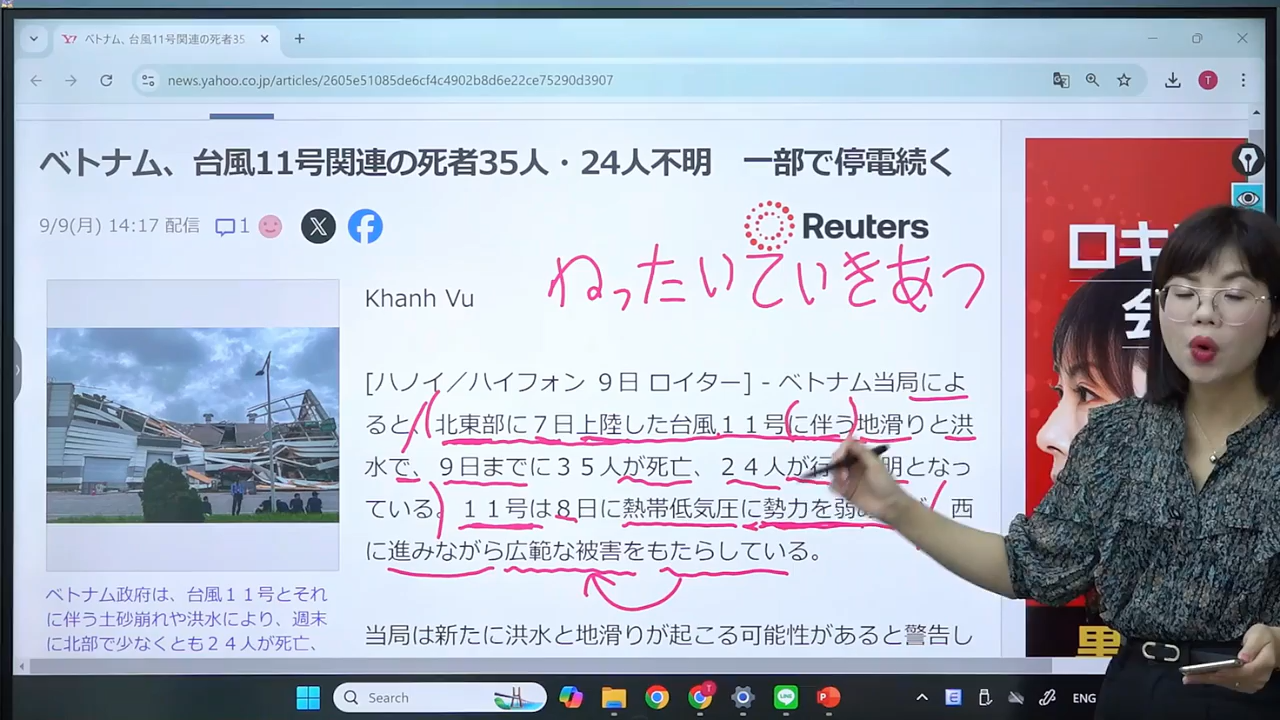 ベトナム、台風11号関連の死者35
news.yahoo.co.jp/articles/2605e51085de6cf4c4902b8d6e22ce75290d3907
T
ベトナム、台風11号関連の死者35人・24人不明　一部で停電続く
9/9(月) 14:17 配信
1
Reuters
ねったいていきあつ
Khanh Vu
[ハノイ／ハイフォン ９日 ロイター] - ベトナム当局によ
ると、北東部に７日上陸した台風１１号に伴う地滑りと洪
水で、９日までに３５人が死亡、２４人が行 明となっ
ている。１１号は８日に熱帯低気圧に勢力を弱 が 西
に進みながら広範な被害をもたらしている。
当局は新たに洪水と地滑りが起こる可能性があると警告し
ベトナム政府は、台風１１号とそれ
に伴う土砂崩れや洪水により、週末
に北部で少なくとも２４人が死亡、
ロキ
会
里
Search
T
ENG